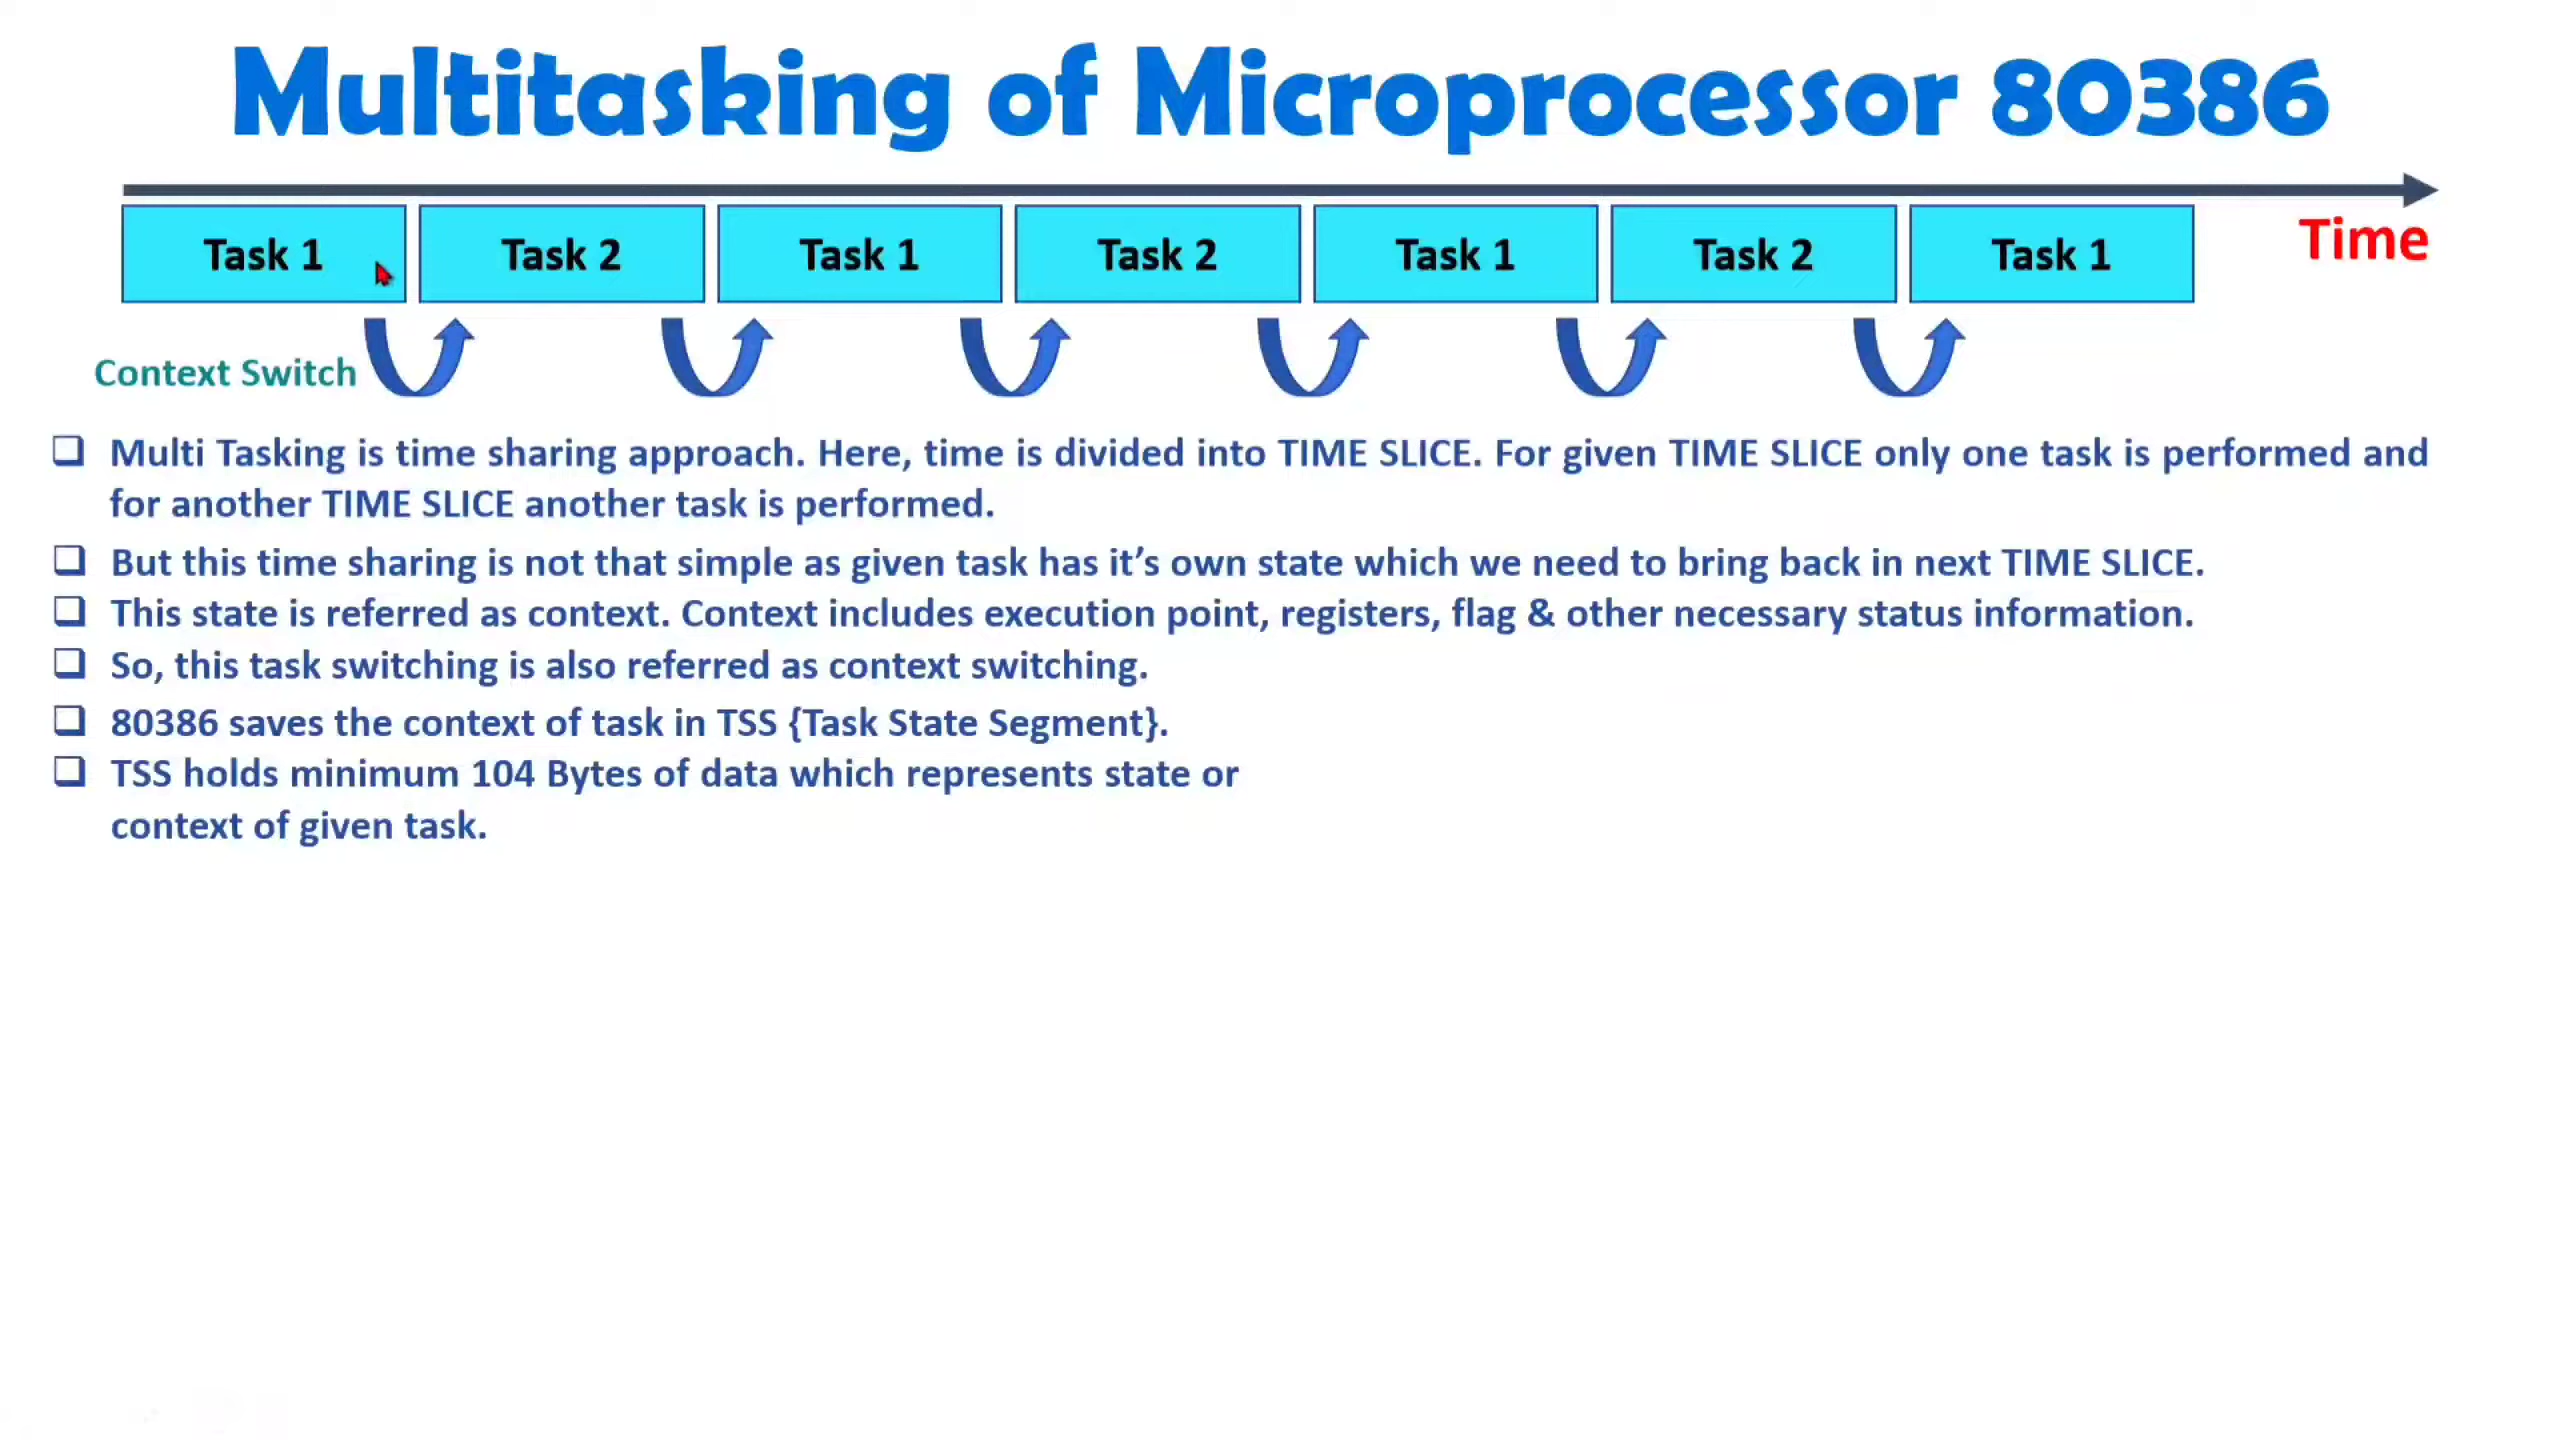 Multitasking of Microprocessor 80386
Task 1 Task 2 Task 1 Task 2 Task 1 Task 2 Task 1 Time
Context Switch
❑ Multi Tasking is time sharing approach. Here, time is divided into TIME SLICE. For given TIME SLICE only one task is performed and
for another TIME SLICE another task is performed.
❑ But this time sharing is not that simple as given task has it’s own state which we need to bring back in next TIME SLICE.
❑ This state is referred as context. Context includes execution point, registers, flag & other necessary status information.
❑ So, this task switching is also referred as context switching.
❑ 80386 saves the context of task in TSS {Task State Segment}.
❑ TSS holds minimum 104 Bytes of data which represents state or
context of given task.